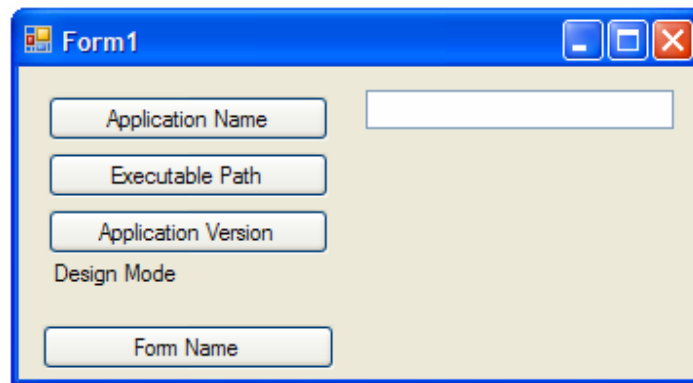 Form1
Application Name
Executable Path
Application Version
Design Mode
Form Name